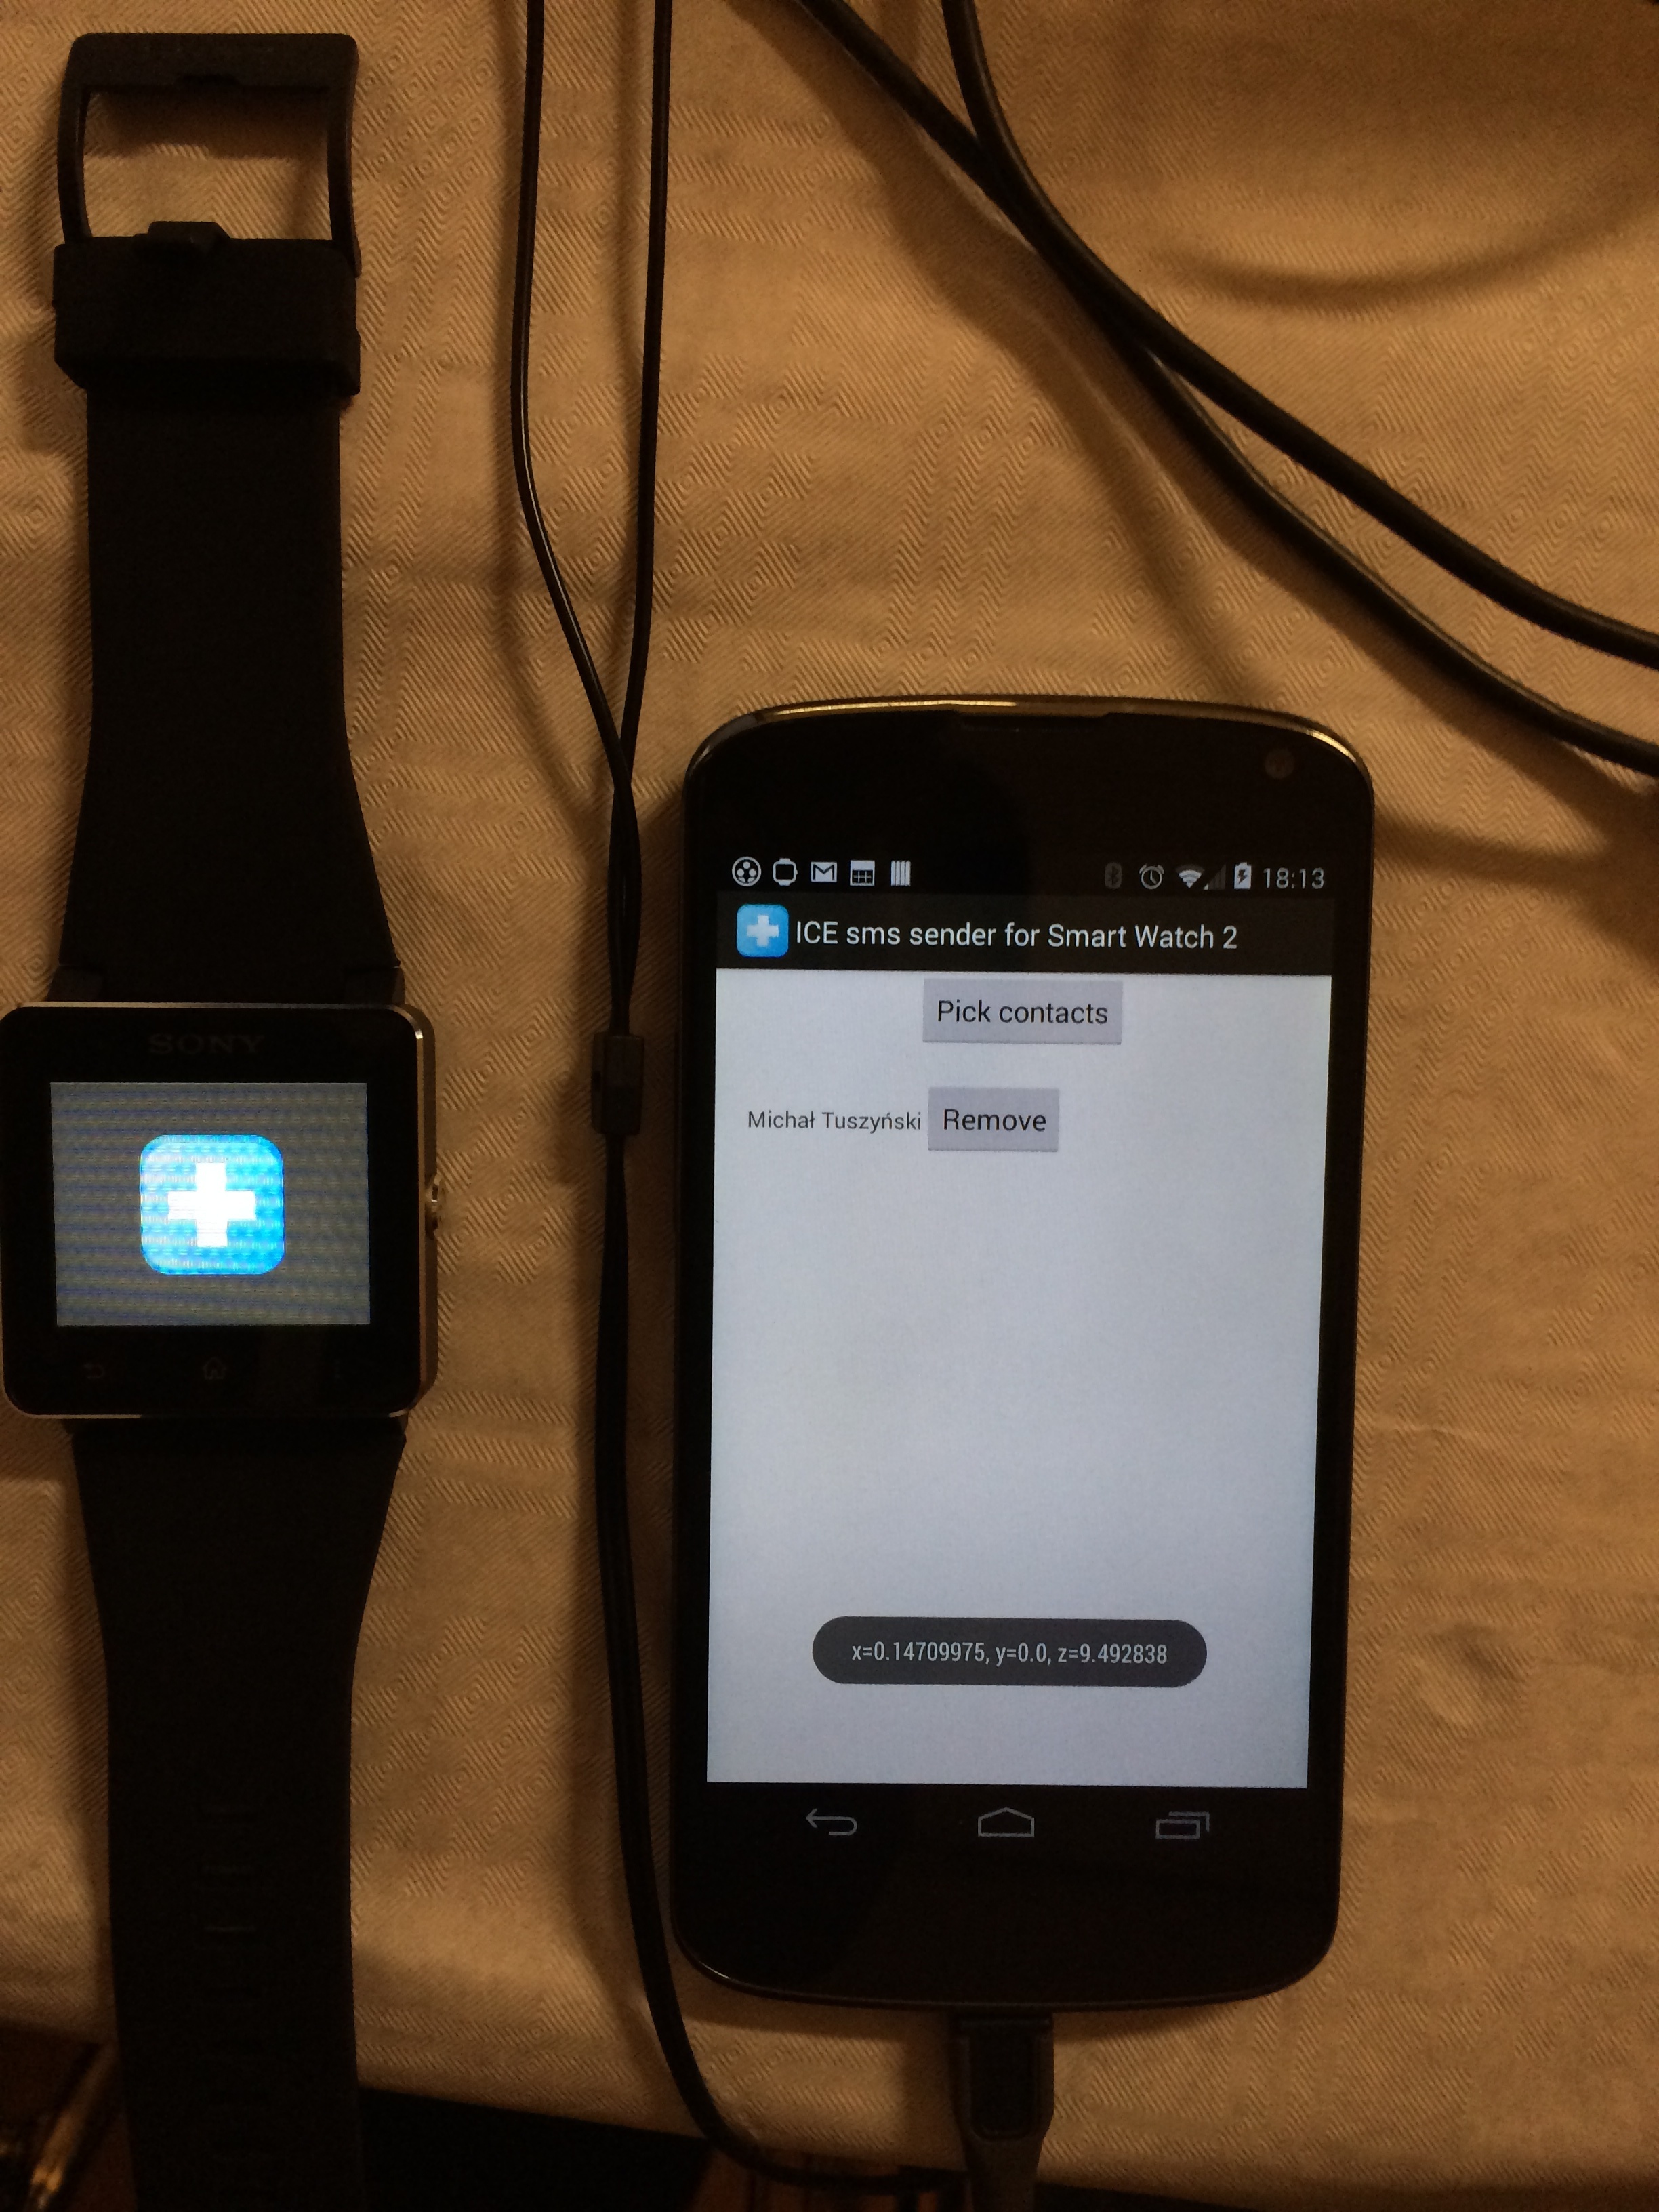 SONY
18:13
ICE sms sender for Smart Watch 2
Pick contacts
Michał Tuszyński Remove
x=0.14709975, y=0.0, z=9.492838